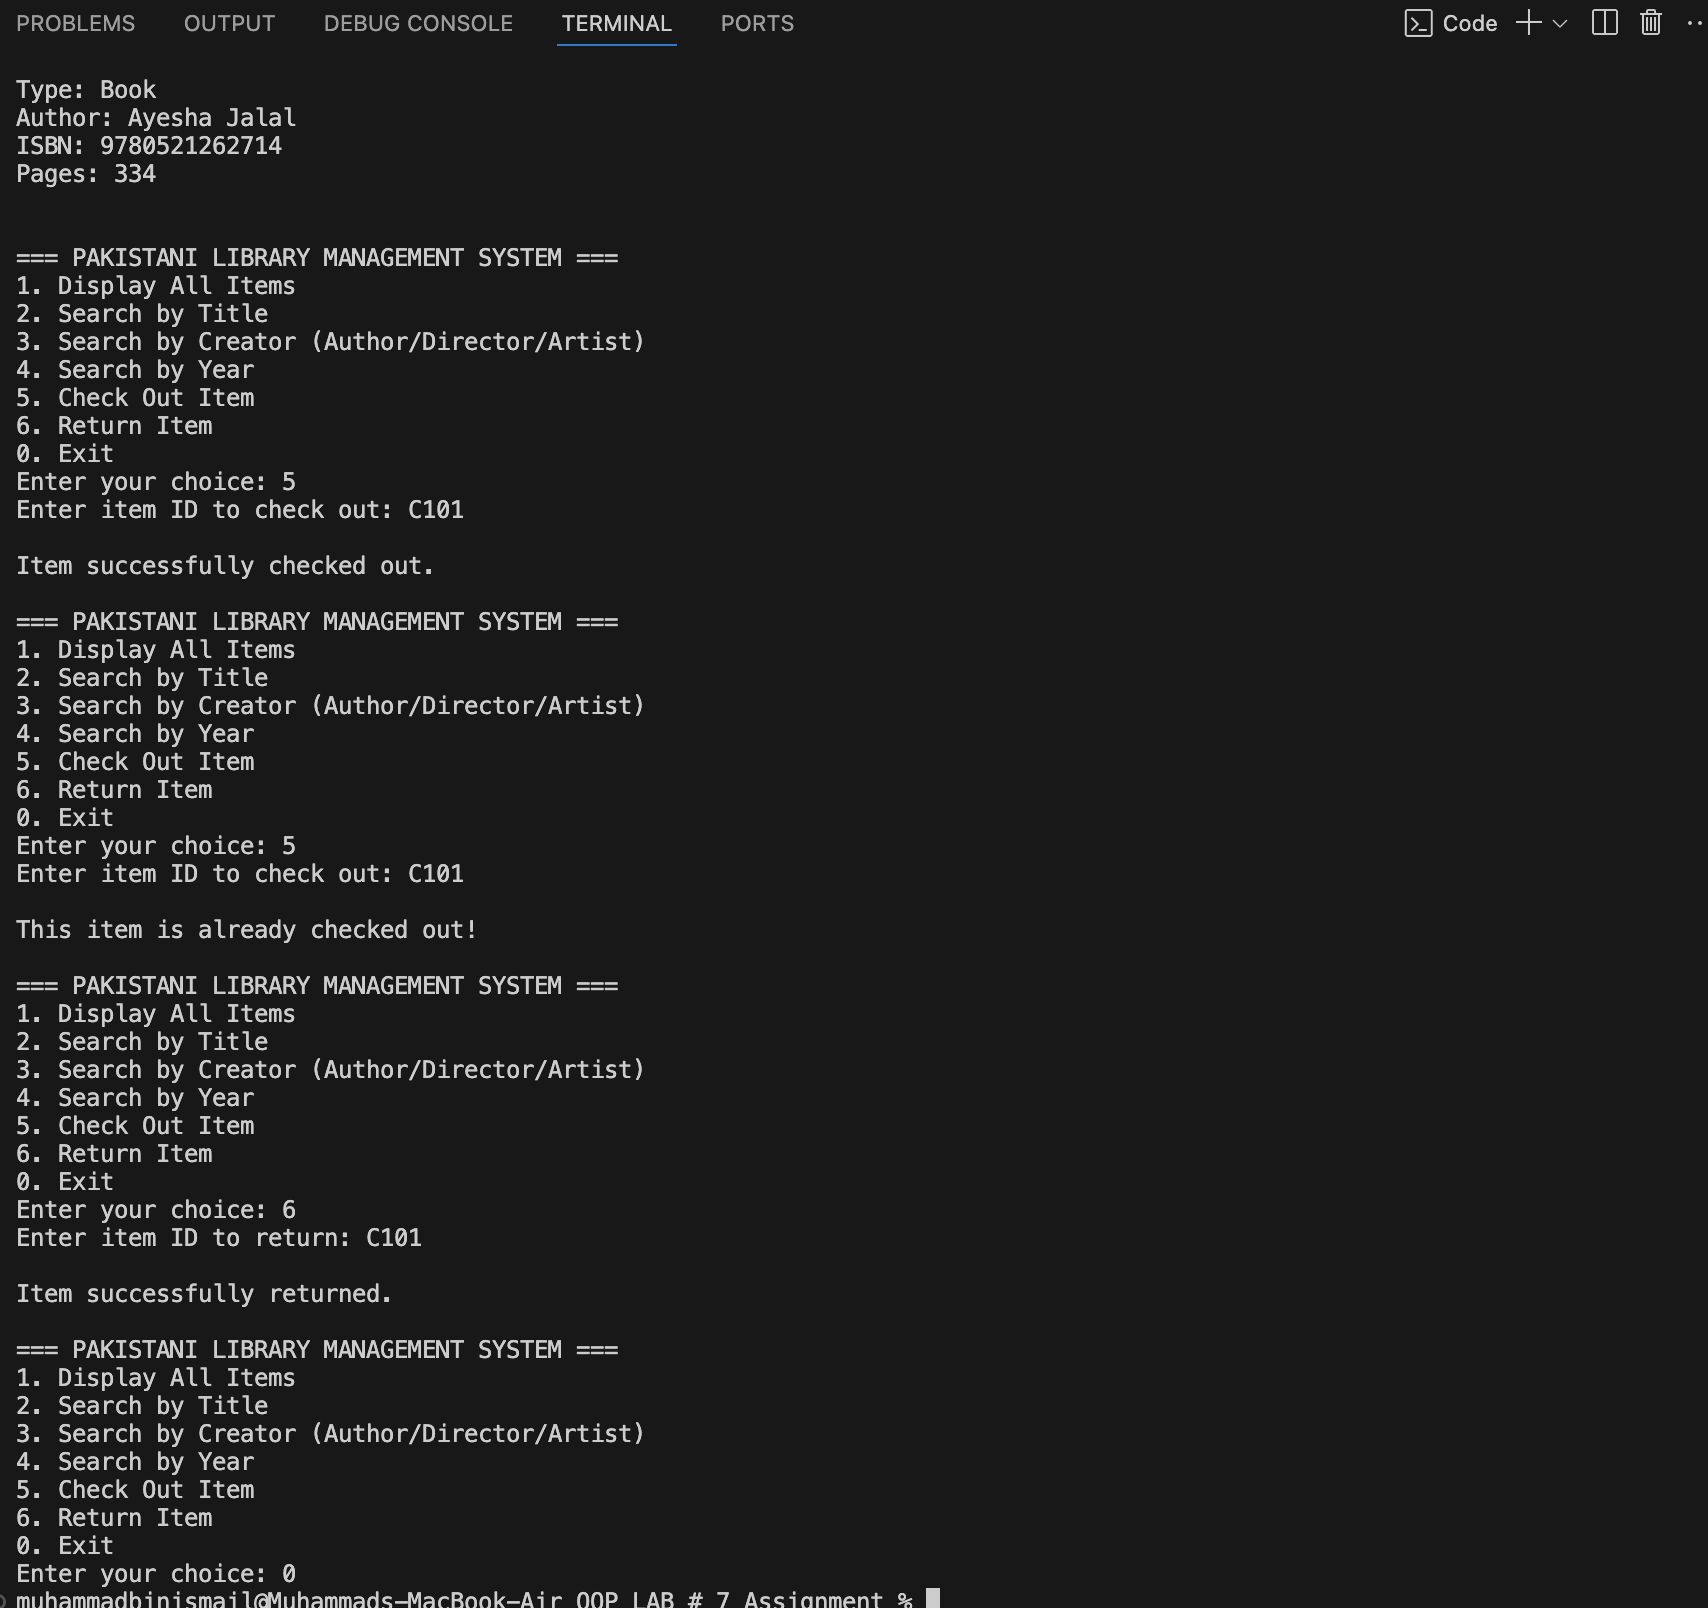 PROBLEMS OUTPUT DEBUG CONSOLE TERMINAL PORTS Code
Type: Book
Author: Ayesha Jalal
ISBN: 9780521262714
Pages: 334
=== PAKISTANI LIBRARY MANAGEMENT SYSTEM ===
1. Display All Items
2. Search by Title
3. Search by Creator (Author/Director/Artist)
4. Search by Year
5. Check Out Item
6. Return Item
0. Exit
Enter your choice: 5
Enter item ID to check out: C101
Item successfully checked out.
=== PAKISTANI LIBRARY MANAGEMENT SYSTEM ===
1. Display All Items
2. Search by Title
3. Search by Creator (Author/Director/Artist)
4. Search by Year
5. Check Out Item
6. Return Item
0. Exit
Enter your choice: 5
Enter item ID to check out: C101
This item is already checked out!
=== PAKISTANI LIBRARY MANAGEMENT SYSTEM ===
1. Display All Items
2. Search by Title
3. Search by Creator (Author/Director/Artist)
4. Search by Year
5. Check Out Item
6. Return Item
0. Exit
Enter your choice: 6
Enter item ID to return: C101
Item successfully returned.
=== PAKISTANI LIBRARY MANAGEMENT SYSTEM ===
1. Display All Items
2. Search by Title
3. Search by Creator (Author/Director/Artist)
4. Search by Year
5. Check Out Item
6. Return Item
0. Exit
Enter your choice: 0
muhammadbinismail@Muhammads-MacBook-Air OOP LAB # 7 Assignment %